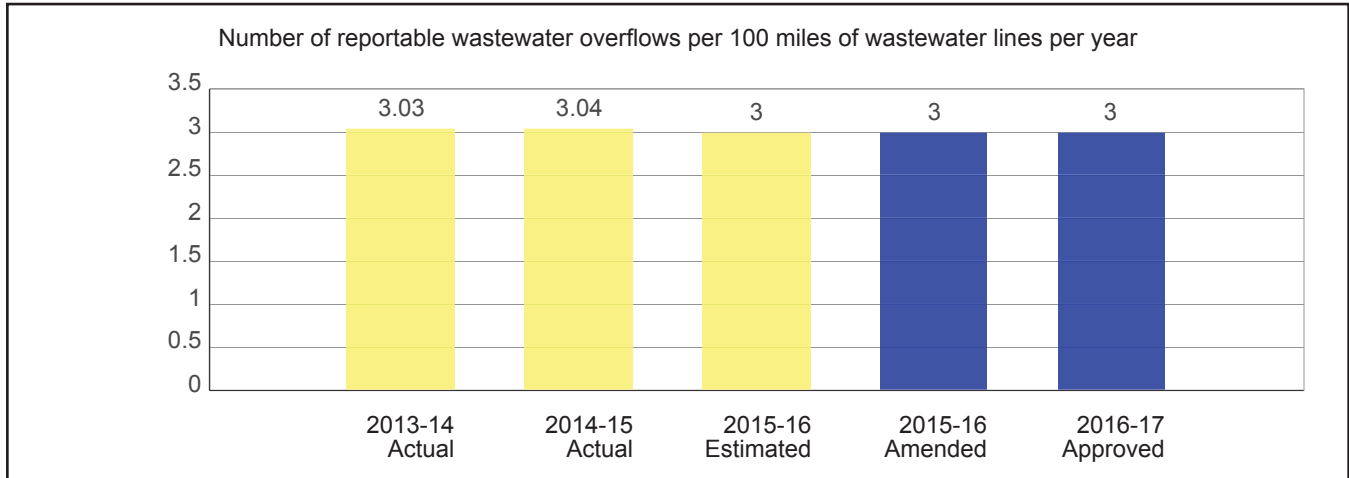 Number of reportable wastewater overflows per 100 miles of wastewater lines per year
3.5
3.03 3.04 3 3 3
3
2.5
2
1.5
1
0.5
0
2013-14 2014-15 2015-16 2015-16 2016-17
Actual Actual Estimated Amended Approved